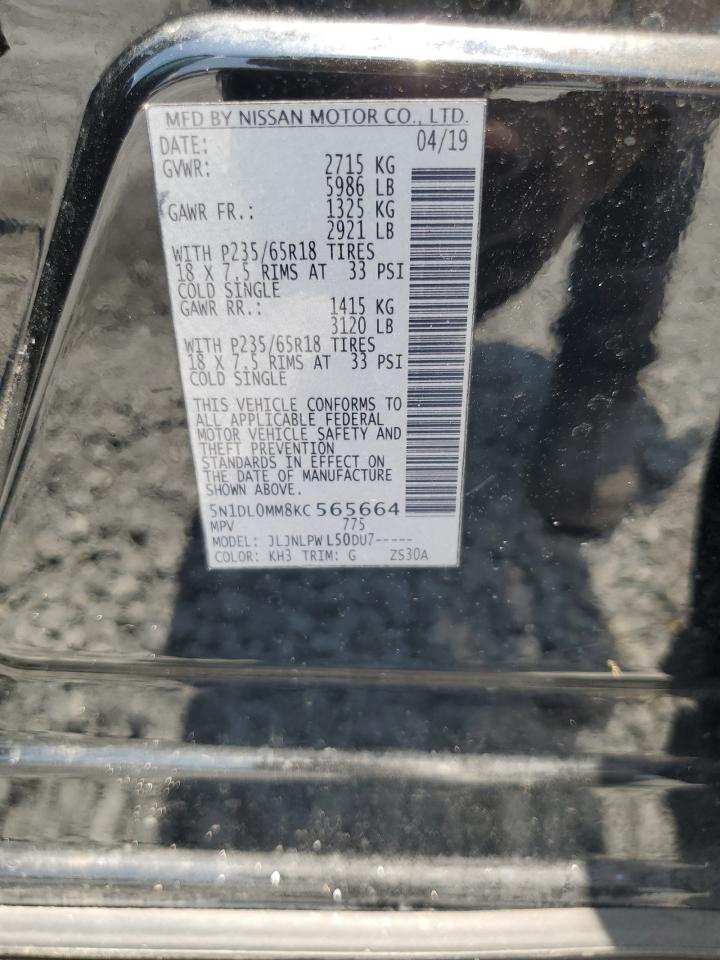 MFD BY NISSAN MOTOR CO., LTD.
DATE: 04/19
GVWR: 2715 KG
5986 LB
GAWR FR.: 1325 KG
2921 LB
WITH P235/65R18 TIRES
18 X 7.5 RIMS AT 33 PSI
COLD SINGLE
GAWR RR.: 1415 KG
3120 LB
WITH P235/65R18 TIRES
18 X 7.5 RIMS AT 33 PSI
COLD SINGLE
THIS VEHICLE CONFORMS TO
ALL APPLICABLE FEDERAL
MOTOR VEHICLE SAFETY AND
THEFT PREVENTION
STANDARDS IN EFFECT ON
THE DATE OF MANUFACTURE
SHOWN ABOVE.
5N1DL0MM8KC565664
MPV 775
MODEL: JLJNLPWL50DU7-----
COLOR: KH3 TRIM: G ZS30A